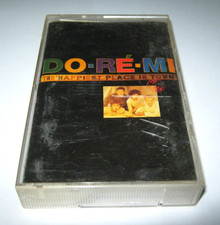 DO-RÉ-MI
THE HAPPIEST PLACE IN TOWN